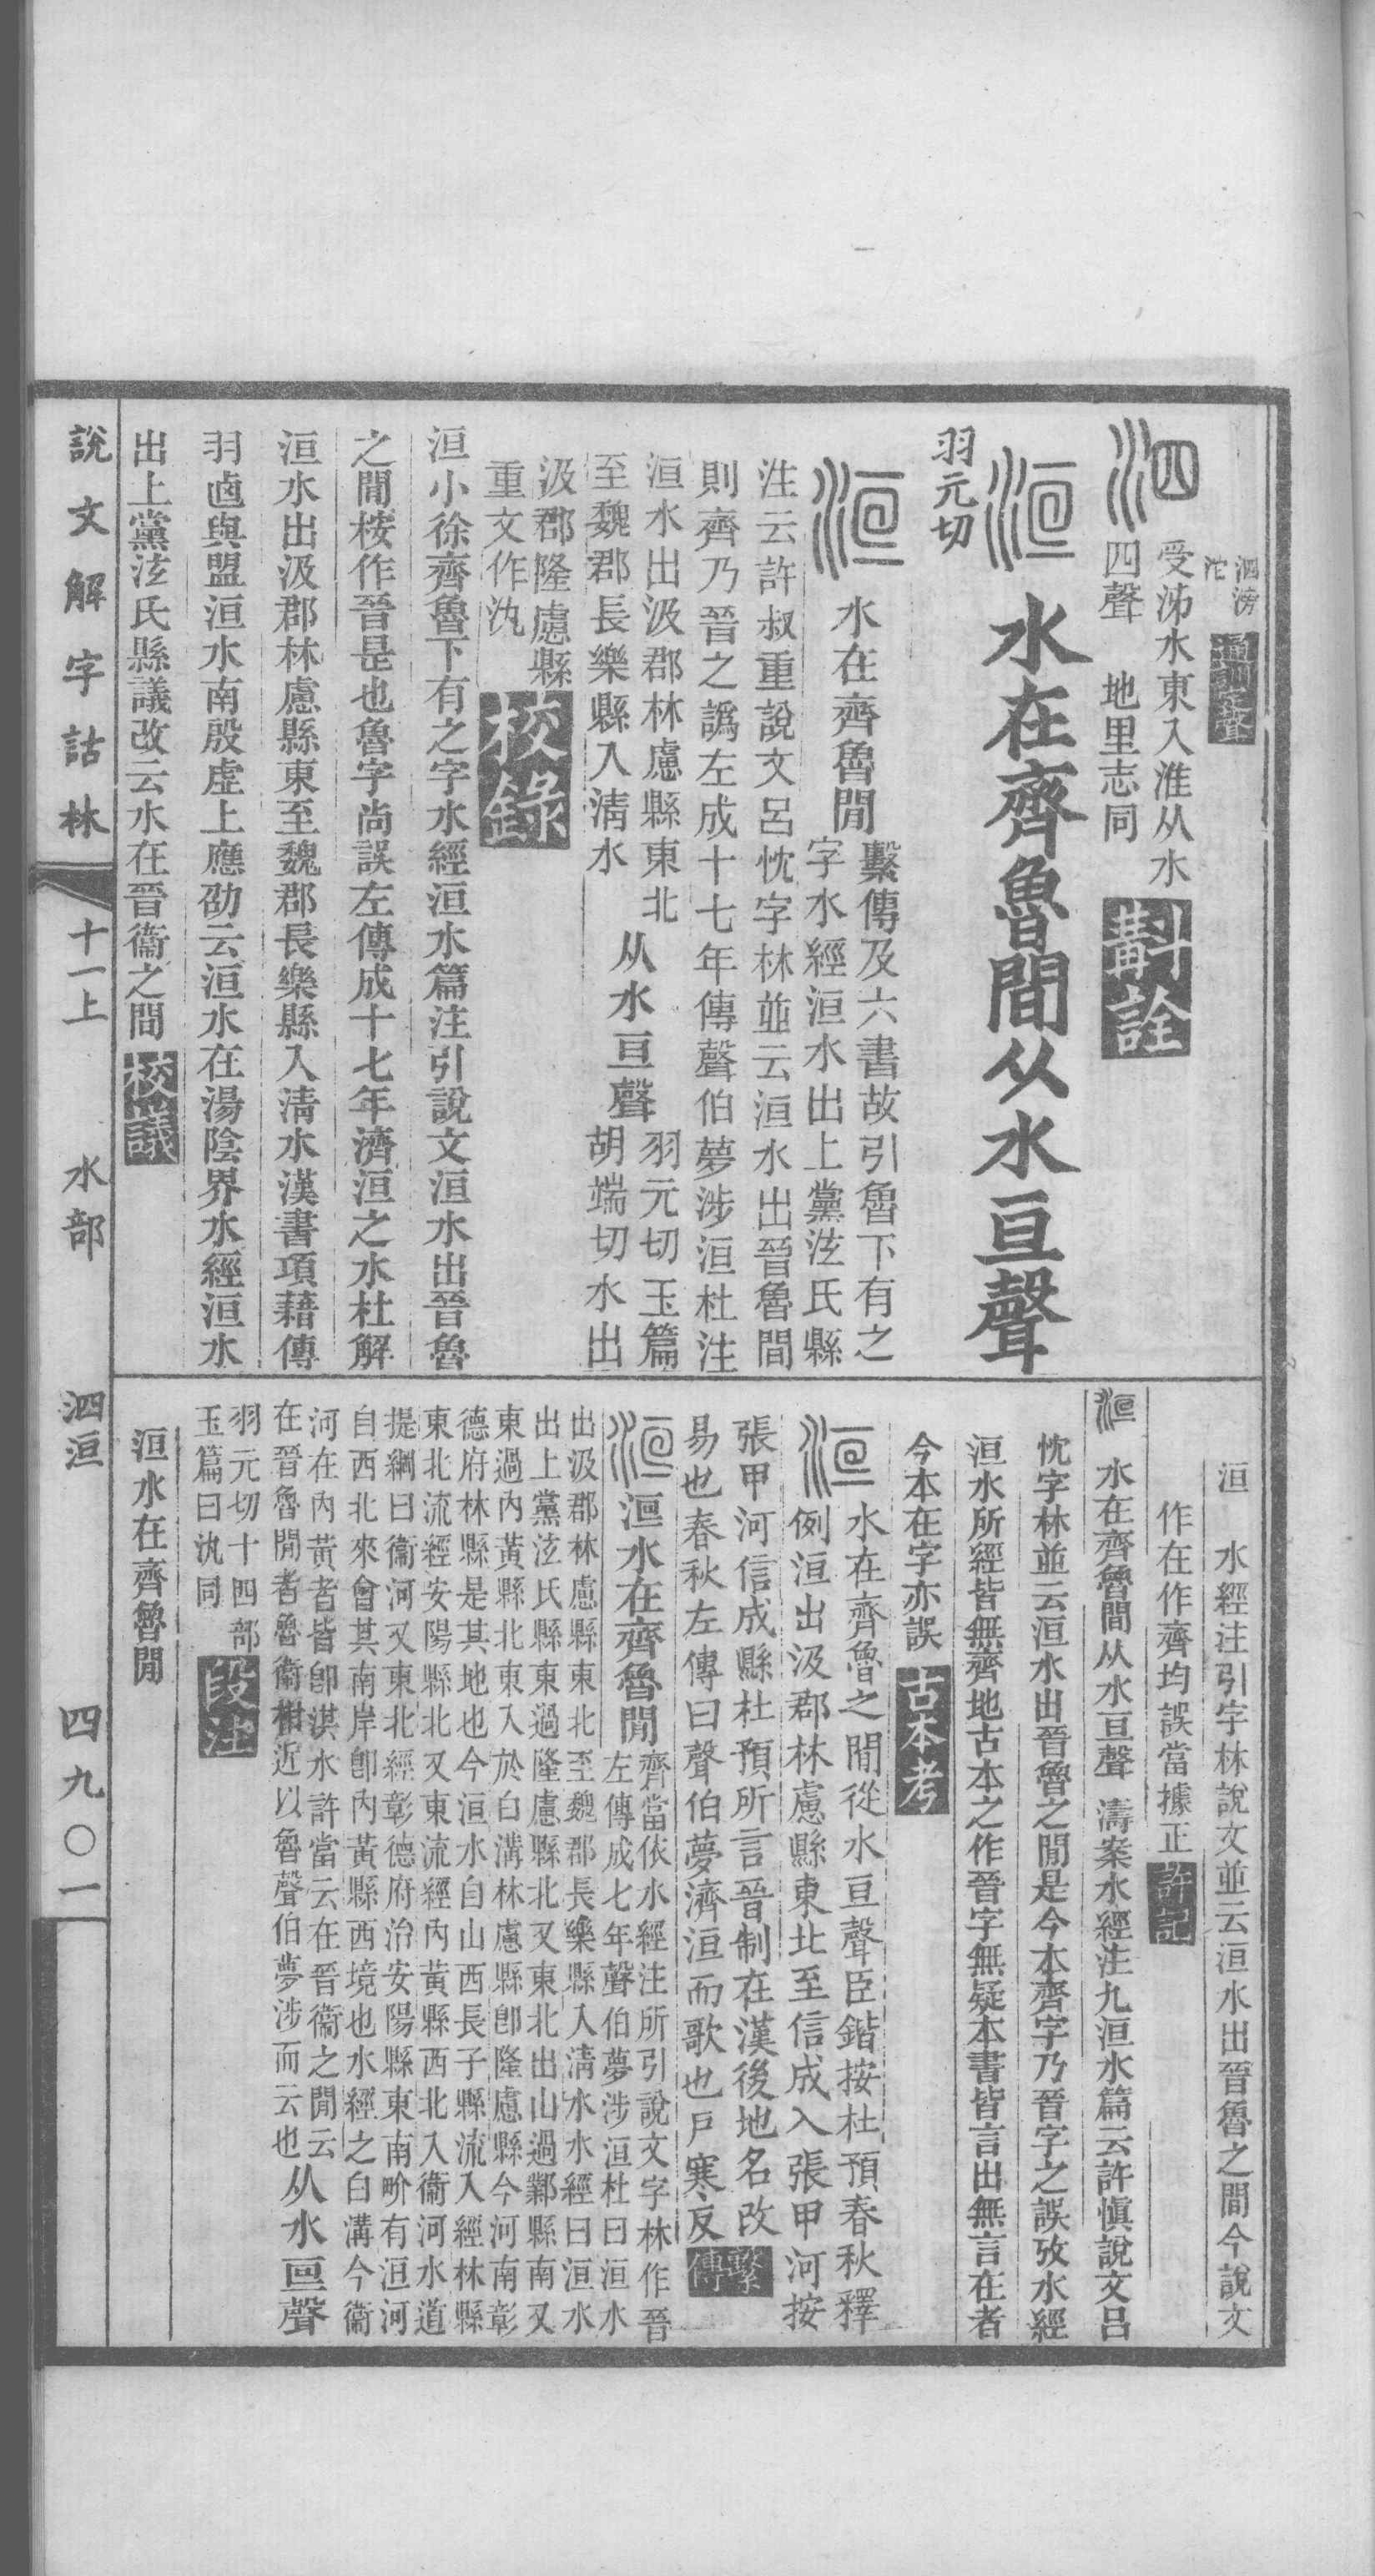 泗滂
沱
通訓定聲
泗
受泲水東入淮从水
四聲　地里志同
斠詮
洹
水在齊魯間从水亘聲
羽元切
洹
水在齊魯閒
繫傳及六書故引魯下有之
字水經洹水出上黨泫氏縣
注云許叔重說文呂忱字林並云洹水出晉魯間
則齊乃晉之譌左成十七年傳聲伯夢涉洹杜注
洹水出汲郡林慮縣東北
至魏郡長樂縣入清水
从水亘聲
羽元切玉篇
胡端切水出
汲郡隆慮縣
重文作汍
校錄
洹小徐齊魯下有之字水經洹水篇注引說文洹水出晉魯
之閒桉作晉是也魯字尚誤左傳成十七年濟洹之水杜解
洹水出汲郡林慮縣東至魏郡長樂縣入清水漢書項藉傳
羽鹵與盟洹水南殷虛上應劭云洹水在湯陰界水經洹水
出上黨泫氏縣議改云水在晉衞之間
校議
洹　水經注引字林說文並云洹水出晉魯之間今說文
作在作齊均誤當據正
許記
洹
水在齊魯間从水亘聲　濤案水經注九洹水篇云許愼說文呂
忱字林並云洹水出晉魯之閒是今本齊字乃晉字之誤攷水經
洹水所經皆無齊地古本之作晉字無疑本書皆言出無言在者
今本在字亦誤
古本考
洹
水在齊魯之閒從水亘聲臣鍇按杜預春秋釋
例洹出汲郡林慮縣東北至信成入張甲河按
張甲河信成縣杜預所言晉制在漢後地名改
易也春秋左傳曰聲伯夢濟洹而歌也戶寒反
繫傳
洹
洹水在齊魯閒
齊當依水經注所引說文字林作晉
左傳成七年聲伯夢涉洹杜曰洹水
出汲郡林慮縣東北至魏郡長樂縣入清水水經曰洹水
出上黨泫氏縣東過隆慮縣北又東北出山過鄴縣南又
東過內黃縣北東入於白溝林慮縣卽隆慮縣今河南彰
德府林縣是其地也今洹水自山西長子縣流入經林縣
東北流經安陽縣北又東流經內黃縣西北入衞河水道
提綱曰衞河又東北經彰德府治安陽縣東南畍有洹河
自西北來會其南岸卽內黃縣西境也水經之白溝今衞
河在內黃者皆卽淇水許當云在晉衞之閒云
在晉魯閒者魯衞相近以魯聲伯夢涉而云也
从水𠄢聲
羽元切十四部
玉篇曰汍同
段注
洹水在齊魯閒
說文解字詁林
十一上　水部　泗洹　四九〇一